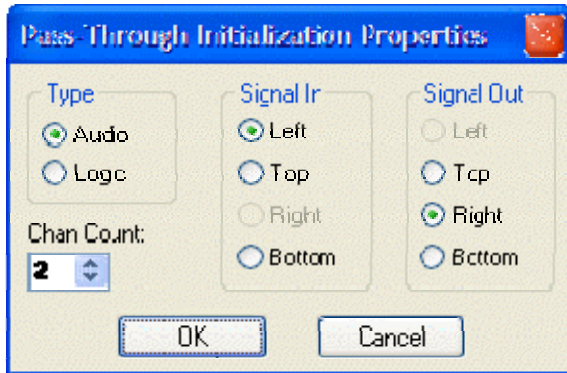 Pass-Through Initialization Properties
Type
Audio
Logic
Chan Count:
2
Signal In
Left
Top
Right
Bottom
Signal Out
Left
Top
Right
Bottom
OK
Cancel